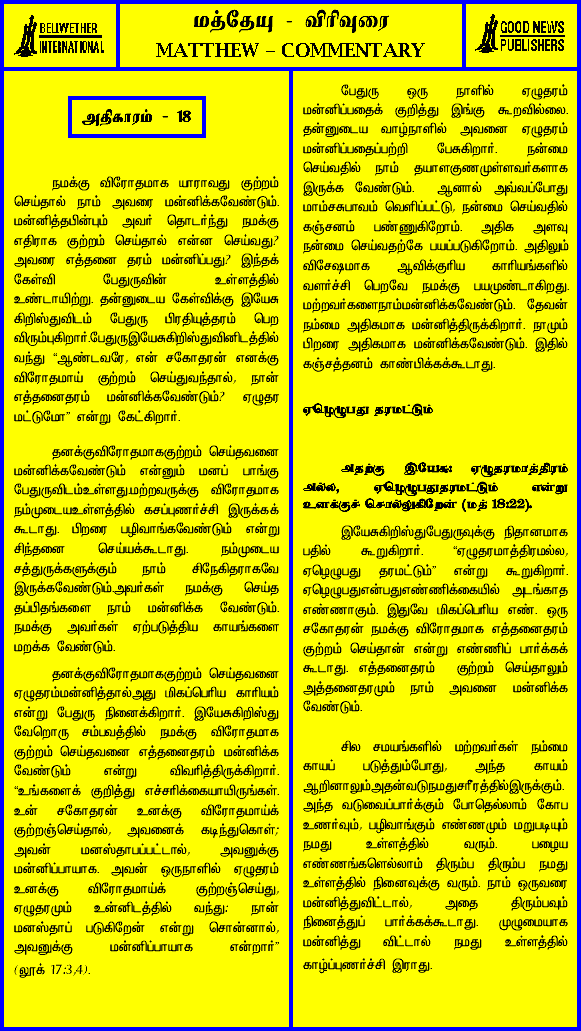 BELIWETHER
INTERNATIONAL
மத்தேயு - விரிவுரை
MATTHEW – COMMENTARY
GOOD NEWS
PUBLISHERS
அதிகாரம் - 18
நமக்கு விரோதமாக யாராவது குற்றம்
செய்தால் நாம் அவரை மன்னிக்கவேண்டும்.
மன்னித்தபின்பும் அவர் தொடர்ந்து நமக்கு
எதிராக குற்றம் செய்தால் என்ன செய்வது?
அவரை எத்தனை தரம் மன்னிப்பது? இந்தக்
கேள்வி பேதுருவின் உள்ளத்தில்
உண்டாயிற்று. தன்னுடைய கேள்விக்கு இயேசு
கிறிஸ்துவிடம் பேதுரு பிரதியுத்தரம் பெற
விரும்புகிறார்.பேதுருஇயேசுகிறிஸ்துவினிடத்தில்
வந்து “ஆண்டவரே, என் சகோதரன் எனக்கு
விரோதமாய் குற்றம் செய்துவந்தால், நான்
எத்தனைதரம் மன்னிக்கவேண்டும்? ஏழுதர
மட்டுமோ” என்று கேட்கிறார்.
தனக்குவிரோதமாககுற்றம் செய்தவனை
மன்னிக்கவேண்டும் என்னும் மனப் பாங்கு
பேதுருவிடம்உள்ளது.மற்றவருக்கு விரோதமாக
நம்முடையஉள்ளத்தில் கசப்புணர்ச்சி இருக்கக்
கூடாது. பிறரை பழிவாங்கவேண்டும் என்று
சிந்தனை செய்யக்கூடாது. நம்முடைய
சத்துருக்களுக்கும் நாம் சிநேகிதராகவே
இருக்கவேண்டும்.அவர்கள் நமக்கு செய்த
தப்பிதங்களை நாம் மன்னிக்க வேண்டும்.
நமக்கு அவர்கள் ஏற்படுத்திய காயங்களை
மறக்க வேண்டும்.
தனக்குவிரோதமாககுற்றம் செய்தவனை
ஏழுதரம்மன்னித்தால்அது மிகப்பெரிய காரியம்
என்று பேதுரு நினைக்கிறார். இயேசுகிறிஸ்து
வேறொரு சம்பவத்தில் நமக்கு விரோதமாக
குற்றம் செய்தவனை எத்தனைதரம் மன்னிக்க
வேண்டும் என்று விவரித்திருக்கிறார்.
“உங்களைக் குறித்து எச்சரிக்கையாயிருங்கள்.
உன் சகோதரன் உனக்கு விரோதமாய்க்
குற்றஞ்செய்தால், அவனைக் கடிந்துகொள்;
அவன் மனஸ்தாபப்பட்டால், அவனுக்கு
மன்னிப்பாயாக. அவன் ஒருநாளில் ஏழுதரம்
உனக்கு விரோதமாய்க் குற்றஞ்செய்து,
ஏழுதரமும் உன்னிடத்தில் வந்து: நான்
மனஸ்தாப் படுகிறேன் என்று சொன்னால்,
அவனுக்கு மன்னிப்பாயாக என்றார்”
(லூக் 17:3,4).
பேதுரு ஒரு நாளில் ஏழுதரம்
மன்னிப்பதைக் குறித்து இங்கு கூறவில்லை.
தன்னுடைய வாழ்நாளில் அவனை ஏழுதரம்
மன்னிப்பதைப்பற்றி பேசுகிறார். நன்மை
செய்வதில் நாம் தயாளகுணமுள்ளவர்களாக
இருக்க வேண்டும். ஆனால் அவ்வப்போது
மாம்சசுபாவம் வெளிப்பட்டு, நன்மை செய்வதில்
கஞ்சனம் பண்ணுகிறோம். அதிக அளவு
நன்மை செய்வதற்கே பயப்படுகிறோம். அதிலும்
விசேஷமாக ஆவிக்குரிய காரியங்களில்
வளர்ச்சி பெறவே நமக்கு பயமுண்டாகிறது.
மற்றவர்களைநாம்மன்னிக்கவேண்டும். தேவன்
நம்மை அதிகமாக மன்னித்திருக்கிறார். நாமும்
பிறரை அதிகமாக மன்னிக்கவேண்டும். இதில்
கஞ்சத்தனம் காண்பிக்கக்கூடாது.
ஏழெழுபது தரமட்டும்
அதற்கு இயேசு: ஏழுதரமாத்திரம்
அல்ல, ஏழெழுபதுதரமட்டும் என்று
உனக்குச் சொல்லுகிறேன் (மத் 18:22).
இயேசுகிறிஸ்துபேதுருவுக்கு நிதானமாக
பதில் கூறுகிறார். “ஏழுதரமாத்திரமல்ல,
ஏழெழுபது தரமட்டும்” என்று கூறுகிறார்.
ஏழெழுபதுஎன்பதுஎண்ணிக்கையில் அடங்காத
எண்ணாகும். இதுவே மிகப்பெரிய எண். ஒரு
சகோதரன் நமக்கு விரோதமாக எத்தனைதரம்
குற்றம் செய்தான் என்று எண்ணிப் பார்க்கக்
கூடாது. எத்தனைதரம் குற்றம் செய்தாலும்
அத்தனைதரமும் நாம் அவனை மன்னிக்க
வேண்டும்.
சில சமயங்களில் மற்றவர்கள் நம்மை
காயப் படுத்தும்போது, அந்த காயம்
ஆறினாலும்அதன்வடுநமதுசரீரத்தில்இருக்கும்.
அந்த வடுவைப்பார்க்கும் போதெல்லாம் கோப
உணர்வும், பழிவாங்கும் எண்ணமும் மறுபடியும்
நமது உள்ளத்தில் வரும். பழைய
எண்ணங்களெல்லாம் திரும்ப திரும்ப நமது
உள்ளத்தில் நினைவுக்கு வரும். நாம் ஒருவரை
மன்னித்துவிட்டால், அதை திரும்பவும்
நினைத்துப் பார்க்கக்கூடாது. முழுமையாக
மன்னித்து விட்டால் நமது உள்ளத்தில்
காழ்ப்புணர்ச்சி இராது.